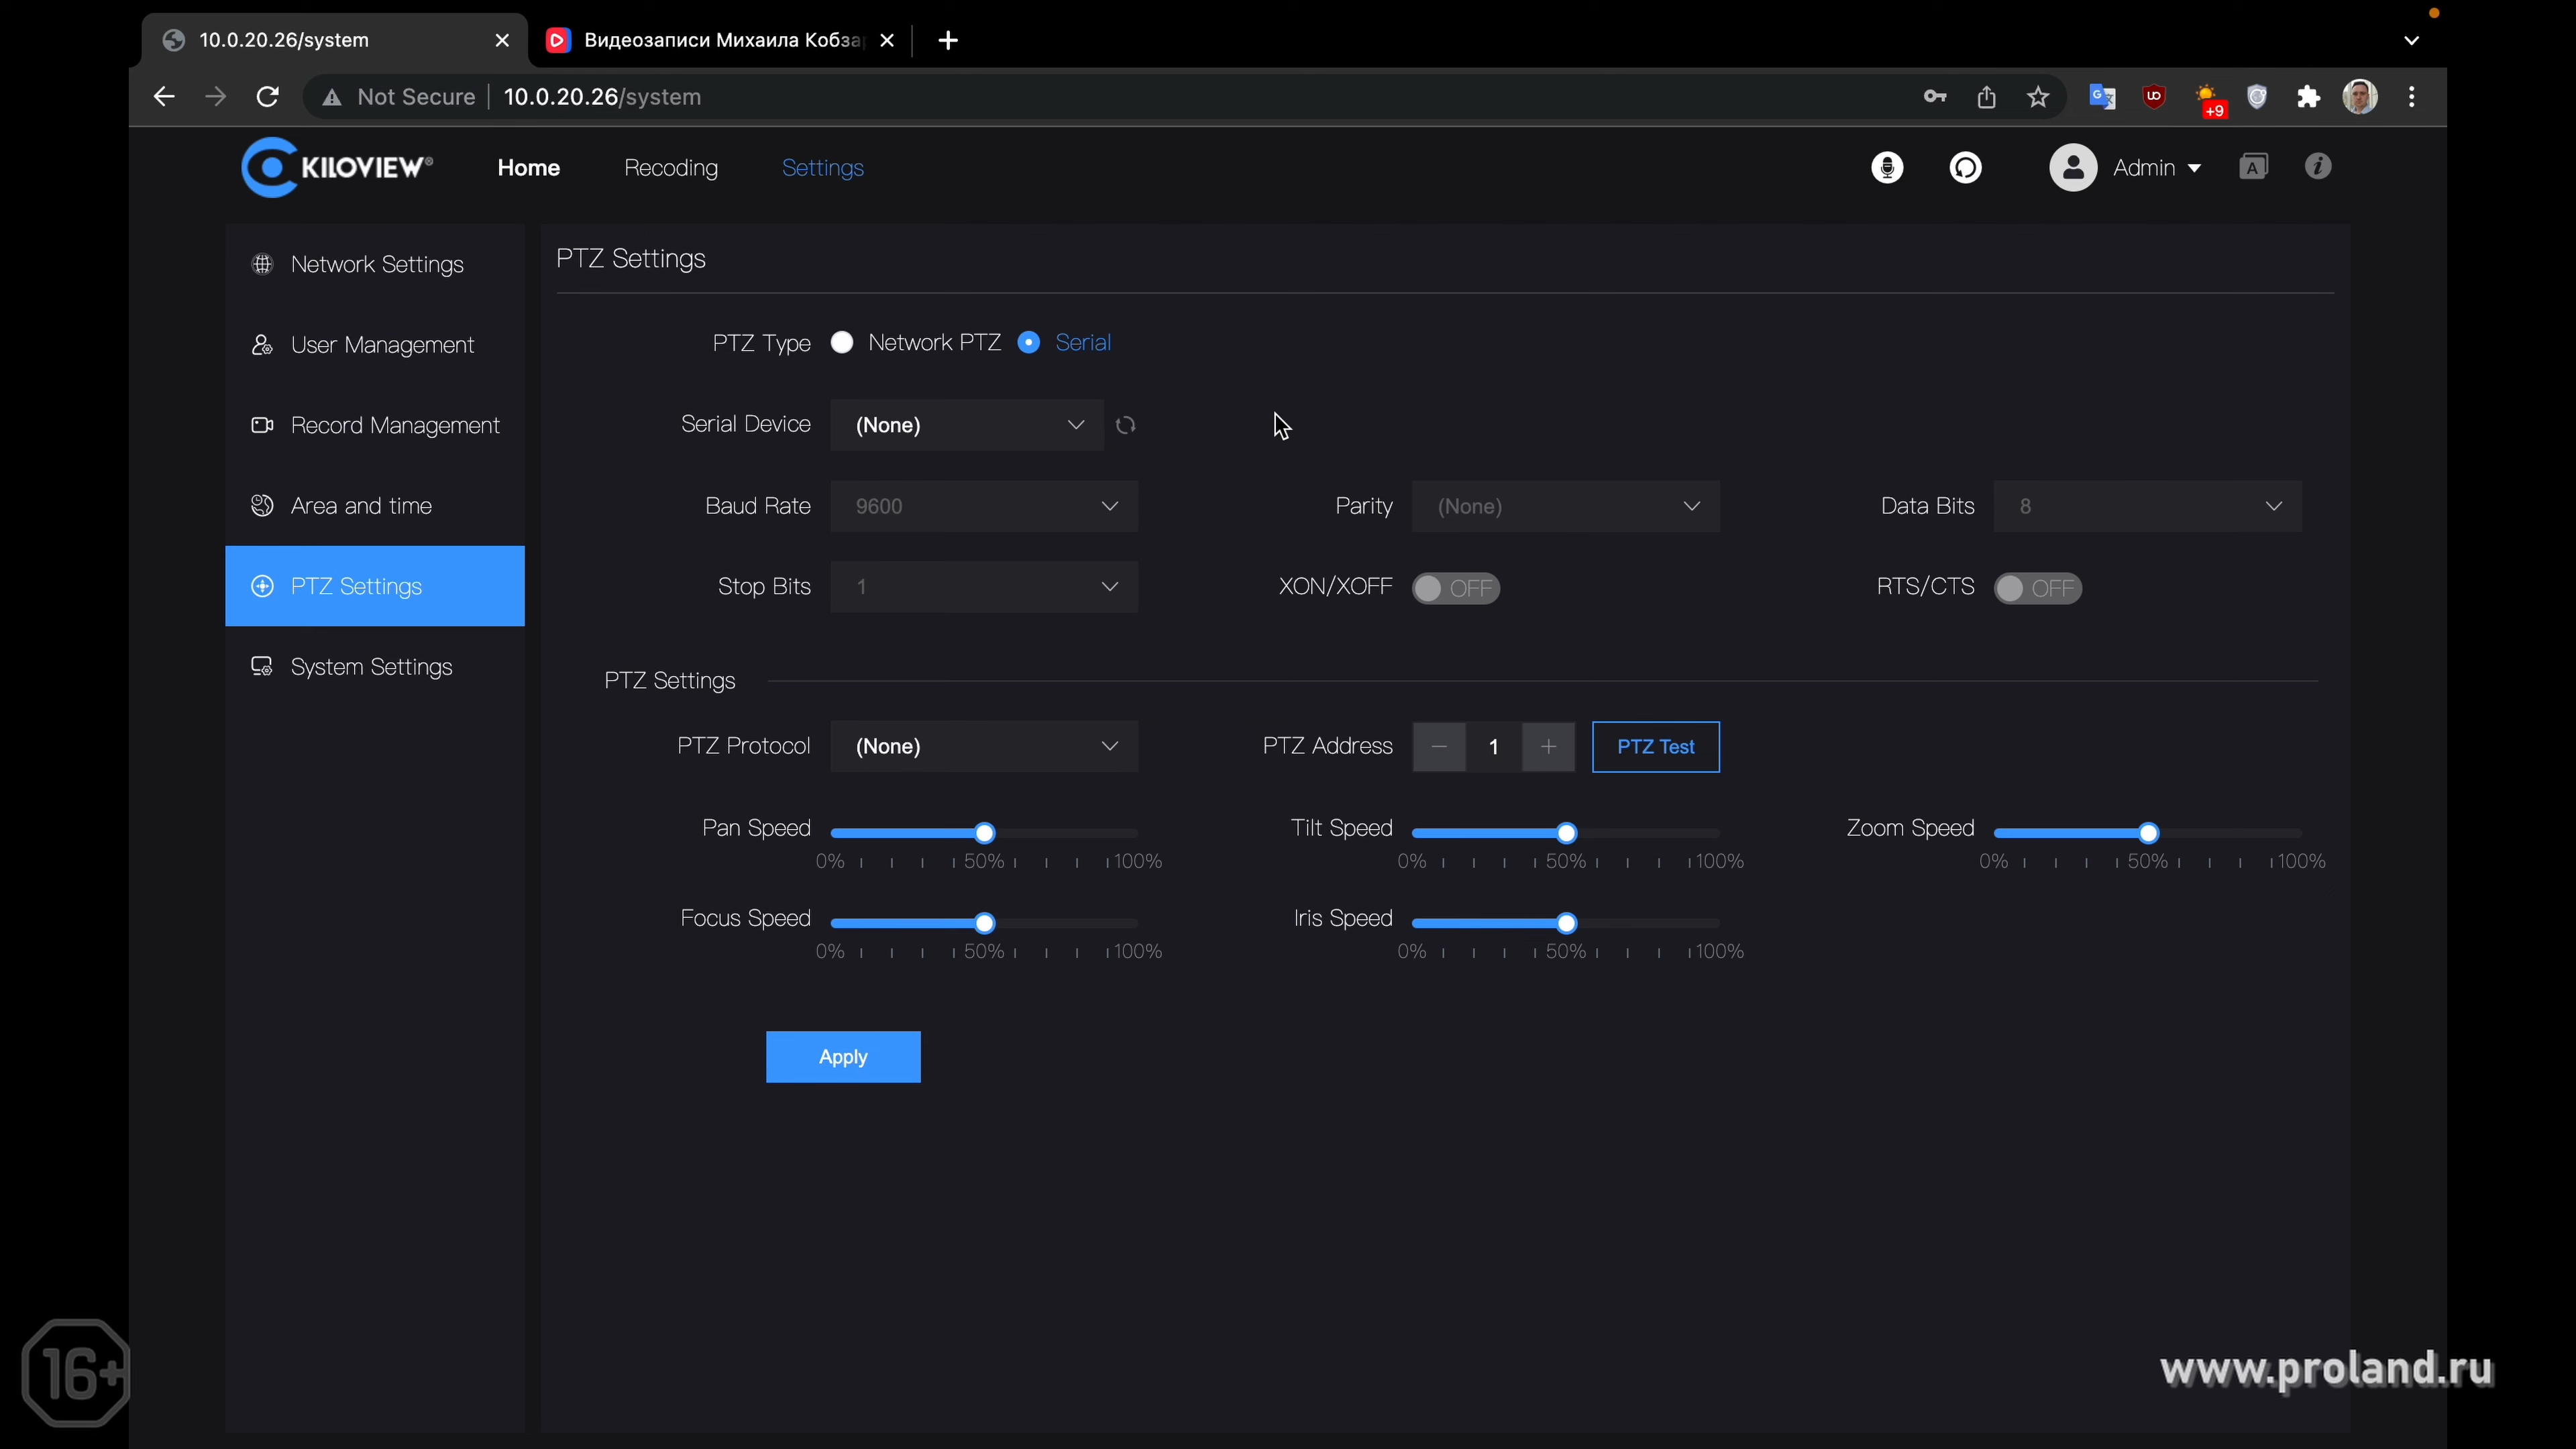 10.0.20.26/system
Видеозаписи Михаила Кобза
Not Secure
10.0.20.26/system
+9
KILOVIEW®
Home
Recoding
Settings
Admin
Network Settings
User Management
Record Management
Area and time
PTZ Settings
System Settings
PTZ Settings
PTZ Type
Network PTZ
Serial
Serial Device
(None)
Baud Rate
9600
Parity
(None)
Data Bits
8
Stop Bits
1
XON/XOFF
OFF
RTS/CTS
OFF
PTZ Settings
PTZ Protocol
(None)
PTZ Address
− 1 +
PTZ Test
Pan Speed
0% 50% 100%
Tilt Speed
0% 50% 100%
Zoom Speed
0% 50% 100%
Focus Speed
0% 50% 100%
Iris Speed
0% 50% 100%
Apply
16+
www.proland.ru